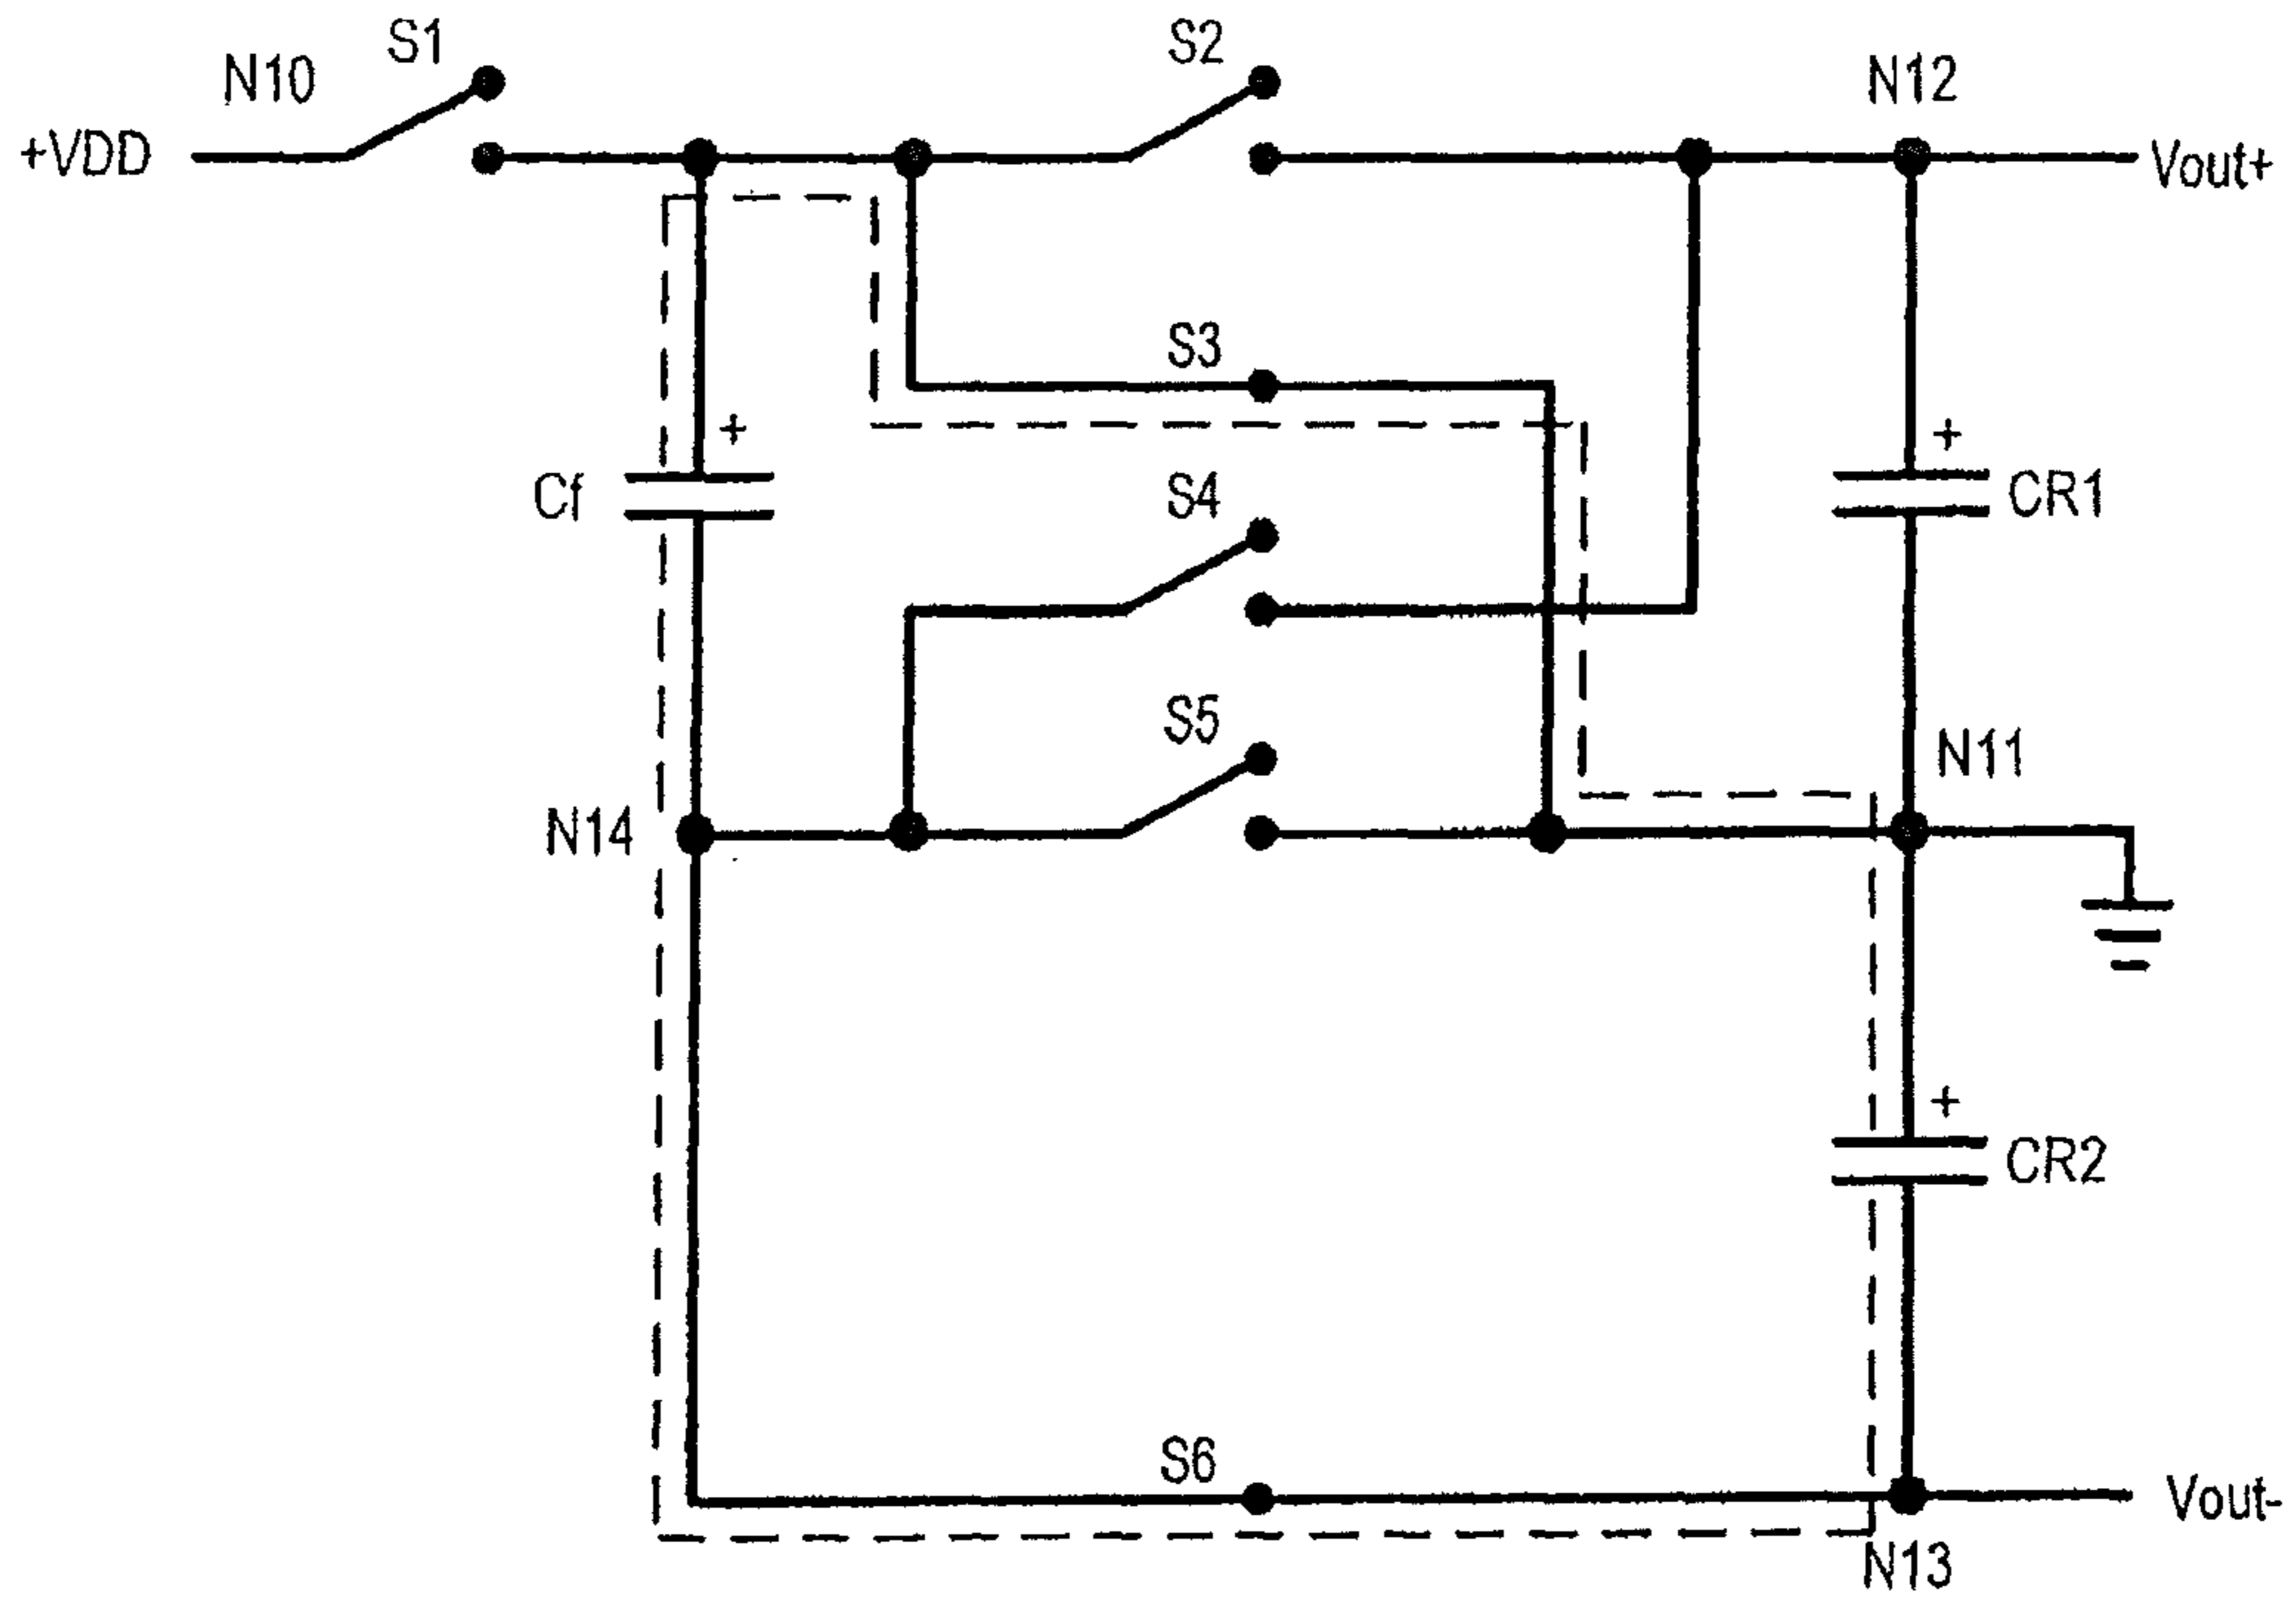 S1
S2
N10
N12
+VDD
Vout+
S3
+
+
Cf
S4
CR1
S5
N11
N14
+
CR2
S6
Vout-
N13